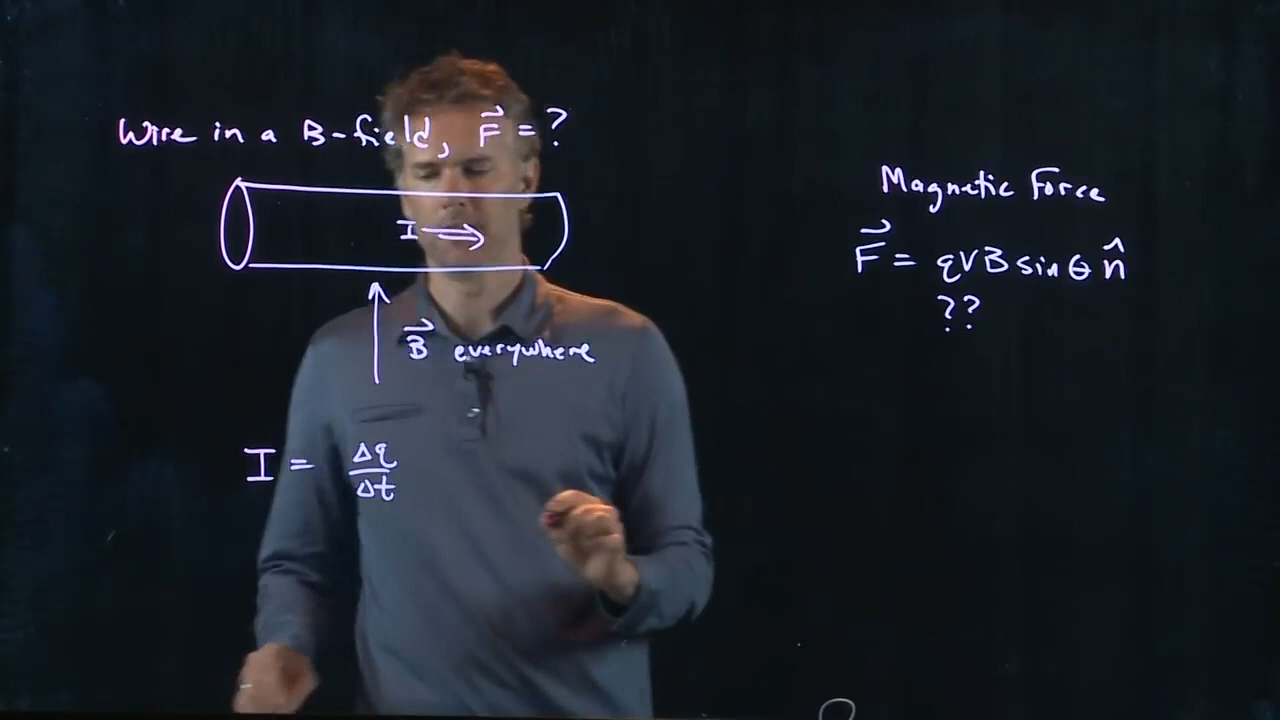 Wire in a B-field, F⃗ = ?
I
B⃗ everywhere
I = Δq/Δt
Magnetic Force
F⃗ = qvB sin θ n̂
??